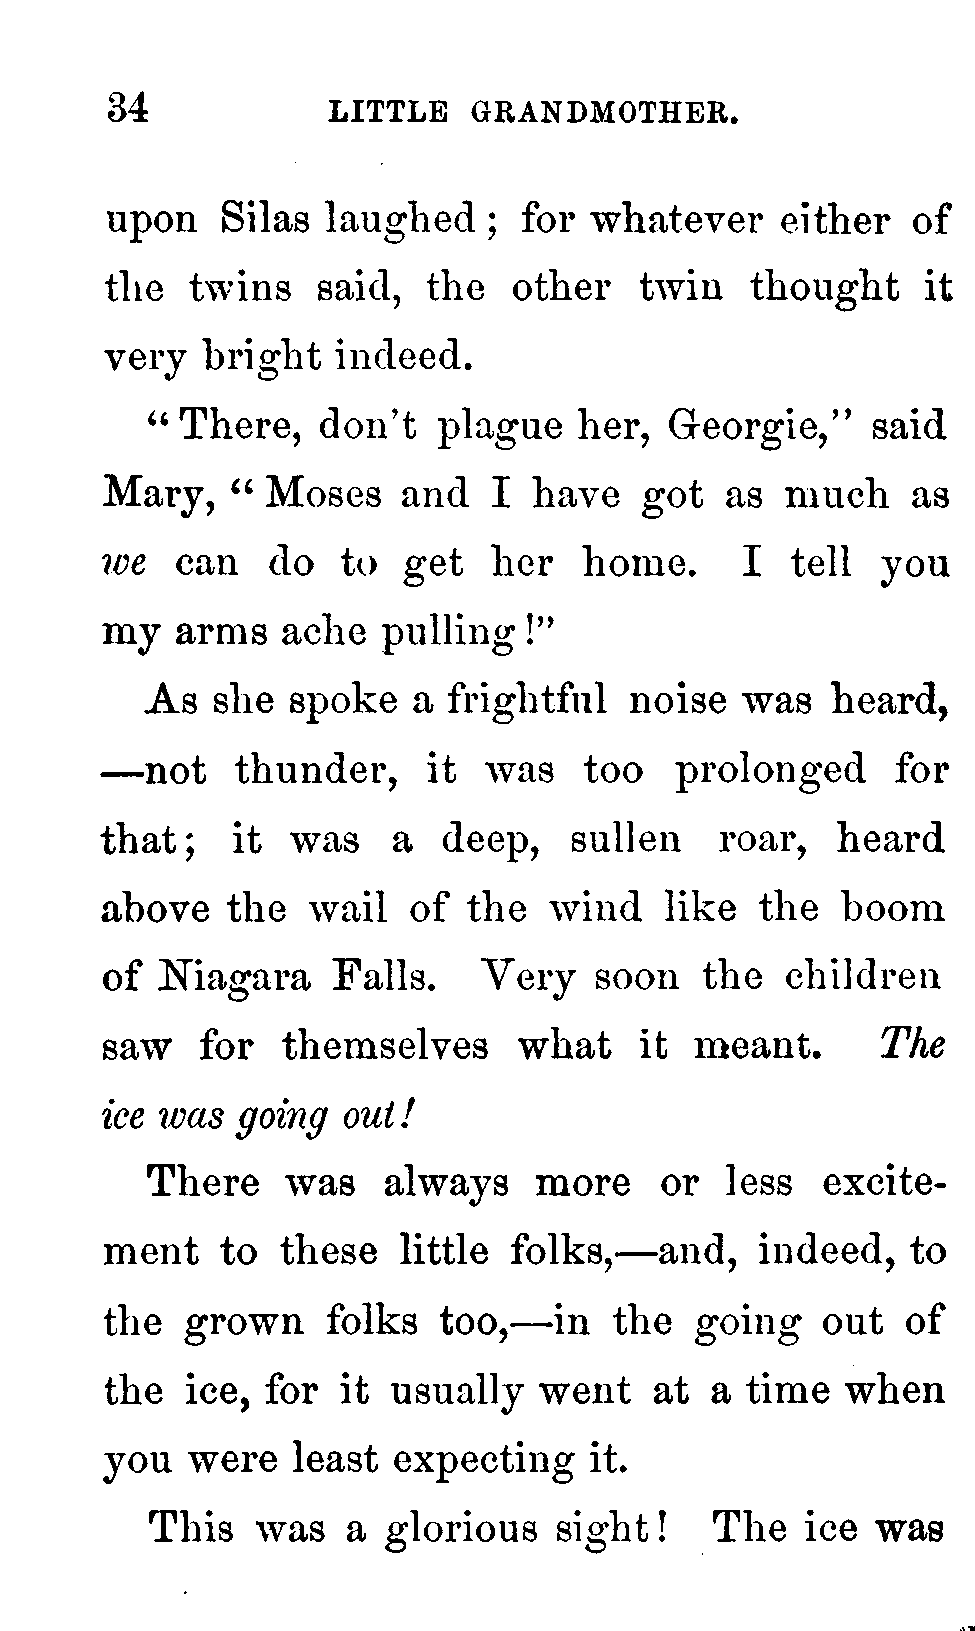 34 LITTLE GRANDMOTHER.
upon Silas laughed; for whatever either of
the twins said, the other twin thought it
very bright indeed.
"There, don't plague her, Georgie," said
Mary, "Moses and I have got as much as
we can do to get her home. I tell you
my arms ache pulling!"
As she spoke a frightful noise was heard,
—not thunder, it was too prolonged for
that; it was a deep, sullen roar, heard
above the wail of the wind like the boom
of Niagara Falls. Very soon the children
saw for themselves what it meant. The
ice was going out!
There was always more or less excite-
ment to these little folks,—and, indeed, to
the grown folks too,—in the going out of
the ice, for it usually went at a time when
you were least expecting it.
This was a glorious sight! The ice was